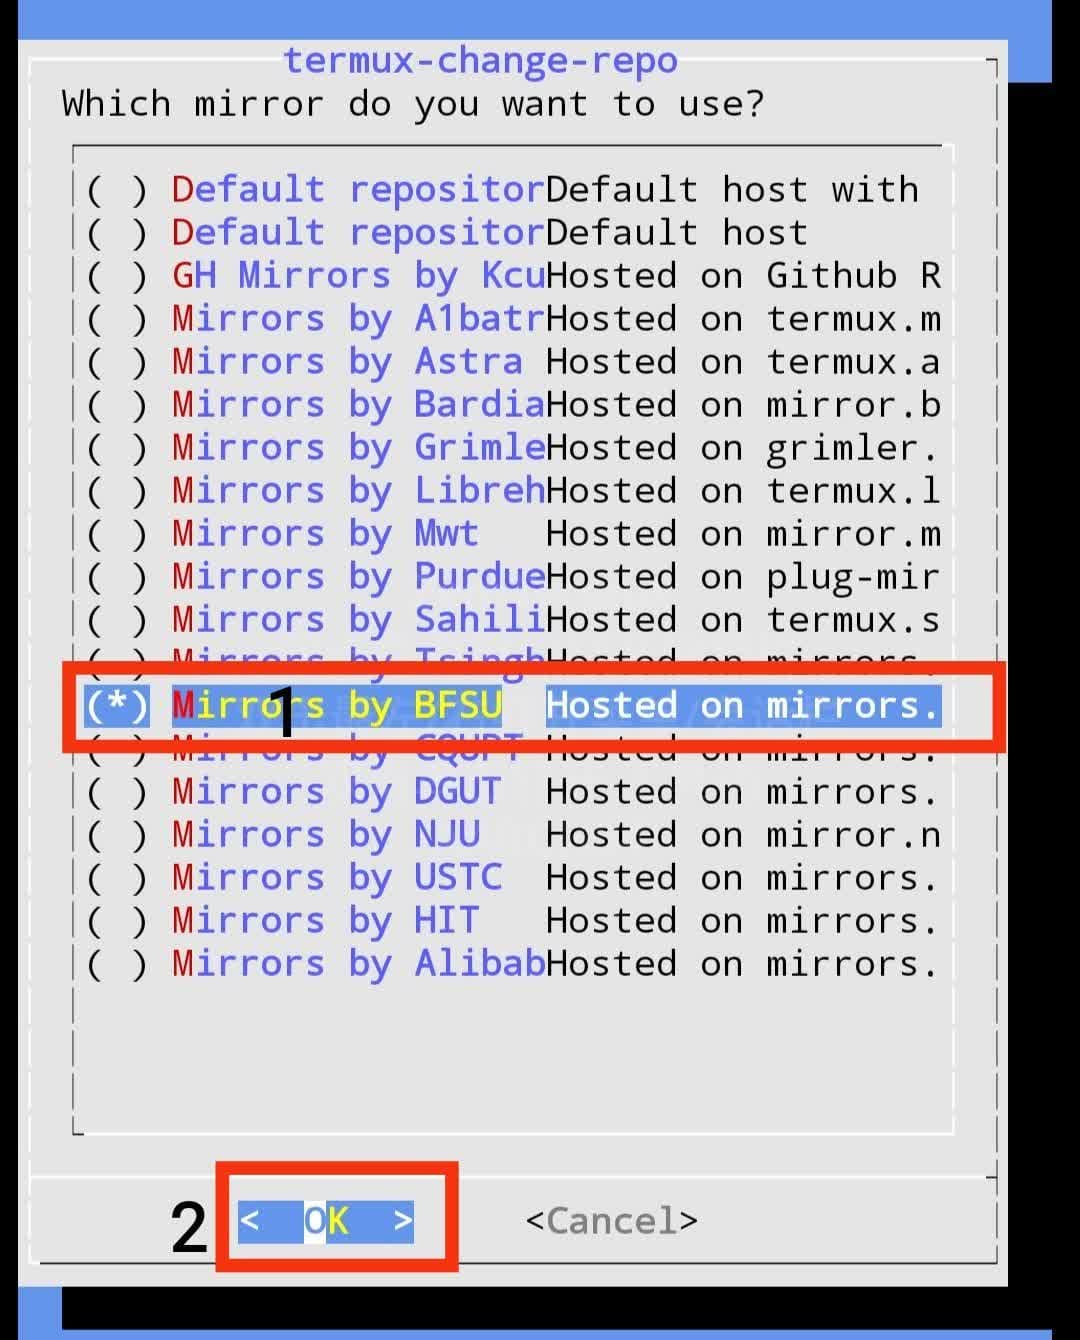 termux-change-repo
Which mirror do you want to use?
( ) Default repositorDefault host with
( ) Default repositorDefault host
( ) GH Mirrors by KcuHosted on Github R
( ) Mirrors by A1batrHosted on termux.m
( ) Mirrors by Astra Hosted on termux.a
( ) Mirrors by BardiaHosted on mirror.b
( ) Mirrors by GrimleHosted on grimler.
( ) Mirrors by LibrehHosted on termux.l
( ) Mirrors by Mwt Hosted on mirror.m
( ) Mirrors by PurdueHosted on plug-mir
( ) Mirrors by SahiliHosted on termux.s
( ) Mirrors by TsinghHosted on mirrors.
(*) Mirrors by BFSU Hosted on mirrors.
1
( ) Mirrors by CQUPT Hosted on mirrors.
( ) Mirrors by DGUT Hosted on mirrors.
( ) Mirrors by NJU Hosted on mirror.n
( ) Mirrors by USTC Hosted on mirrors.
( ) Mirrors by HIT Hosted on mirrors.
( ) Mirrors by AlibabHosted on mirrors.
2 < OK > <Cancel>